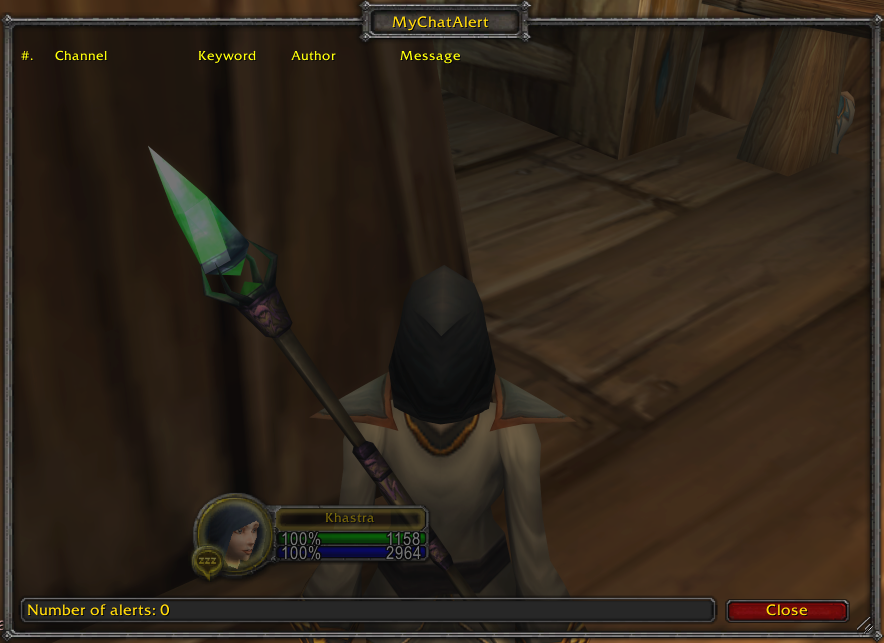 MyChatAlert
#. Channel Keyword Author Message
Khastra
100% 1158
100% 2964
zzz
Number of alerts: 0 Close